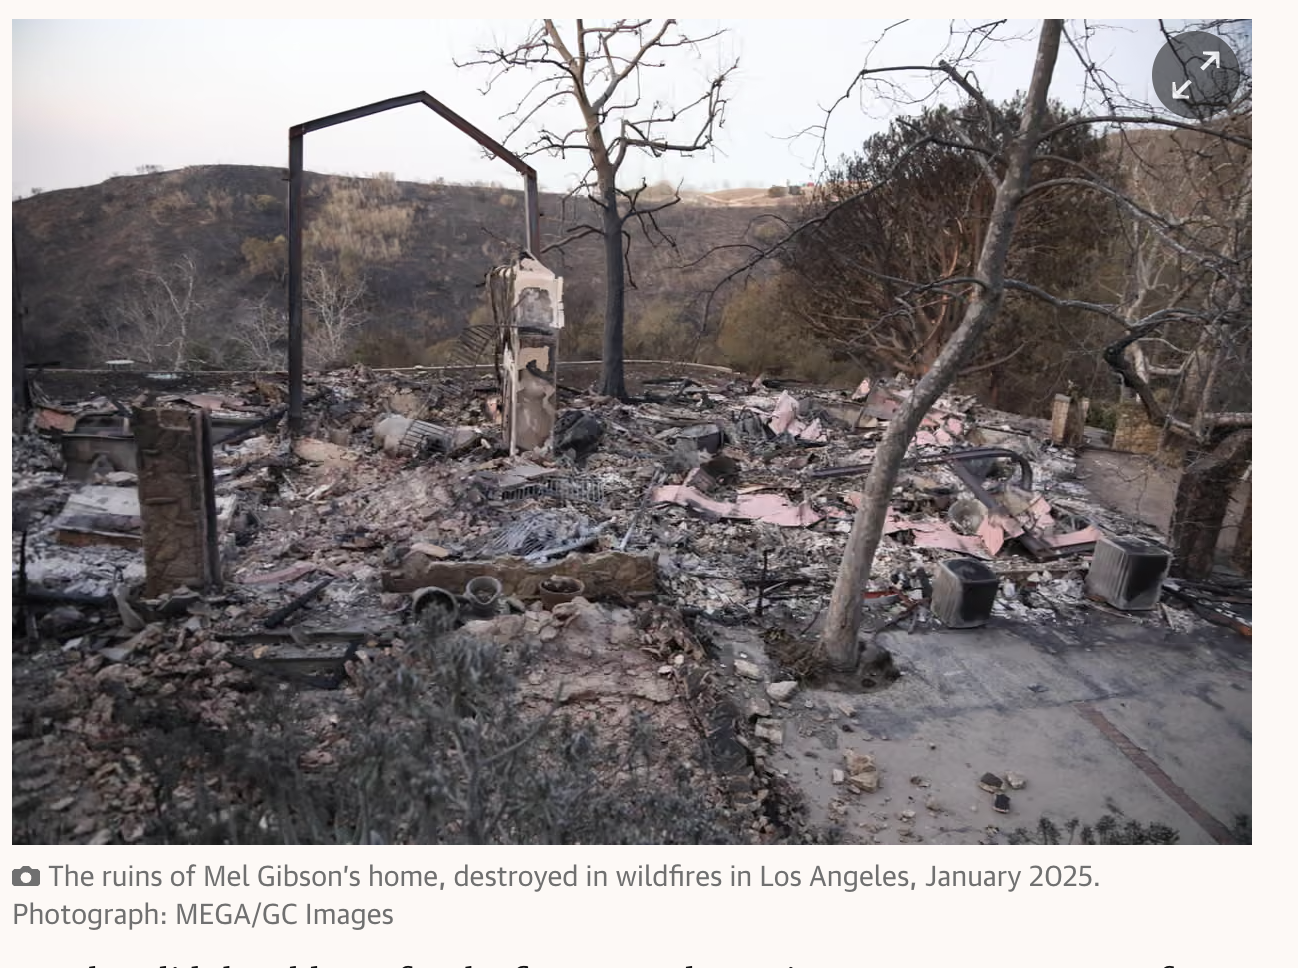 The ruins of Mel Gibson's home, destroyed in wildfires in Los Angeles, January 2025.
Photograph: MEGA/GC Images